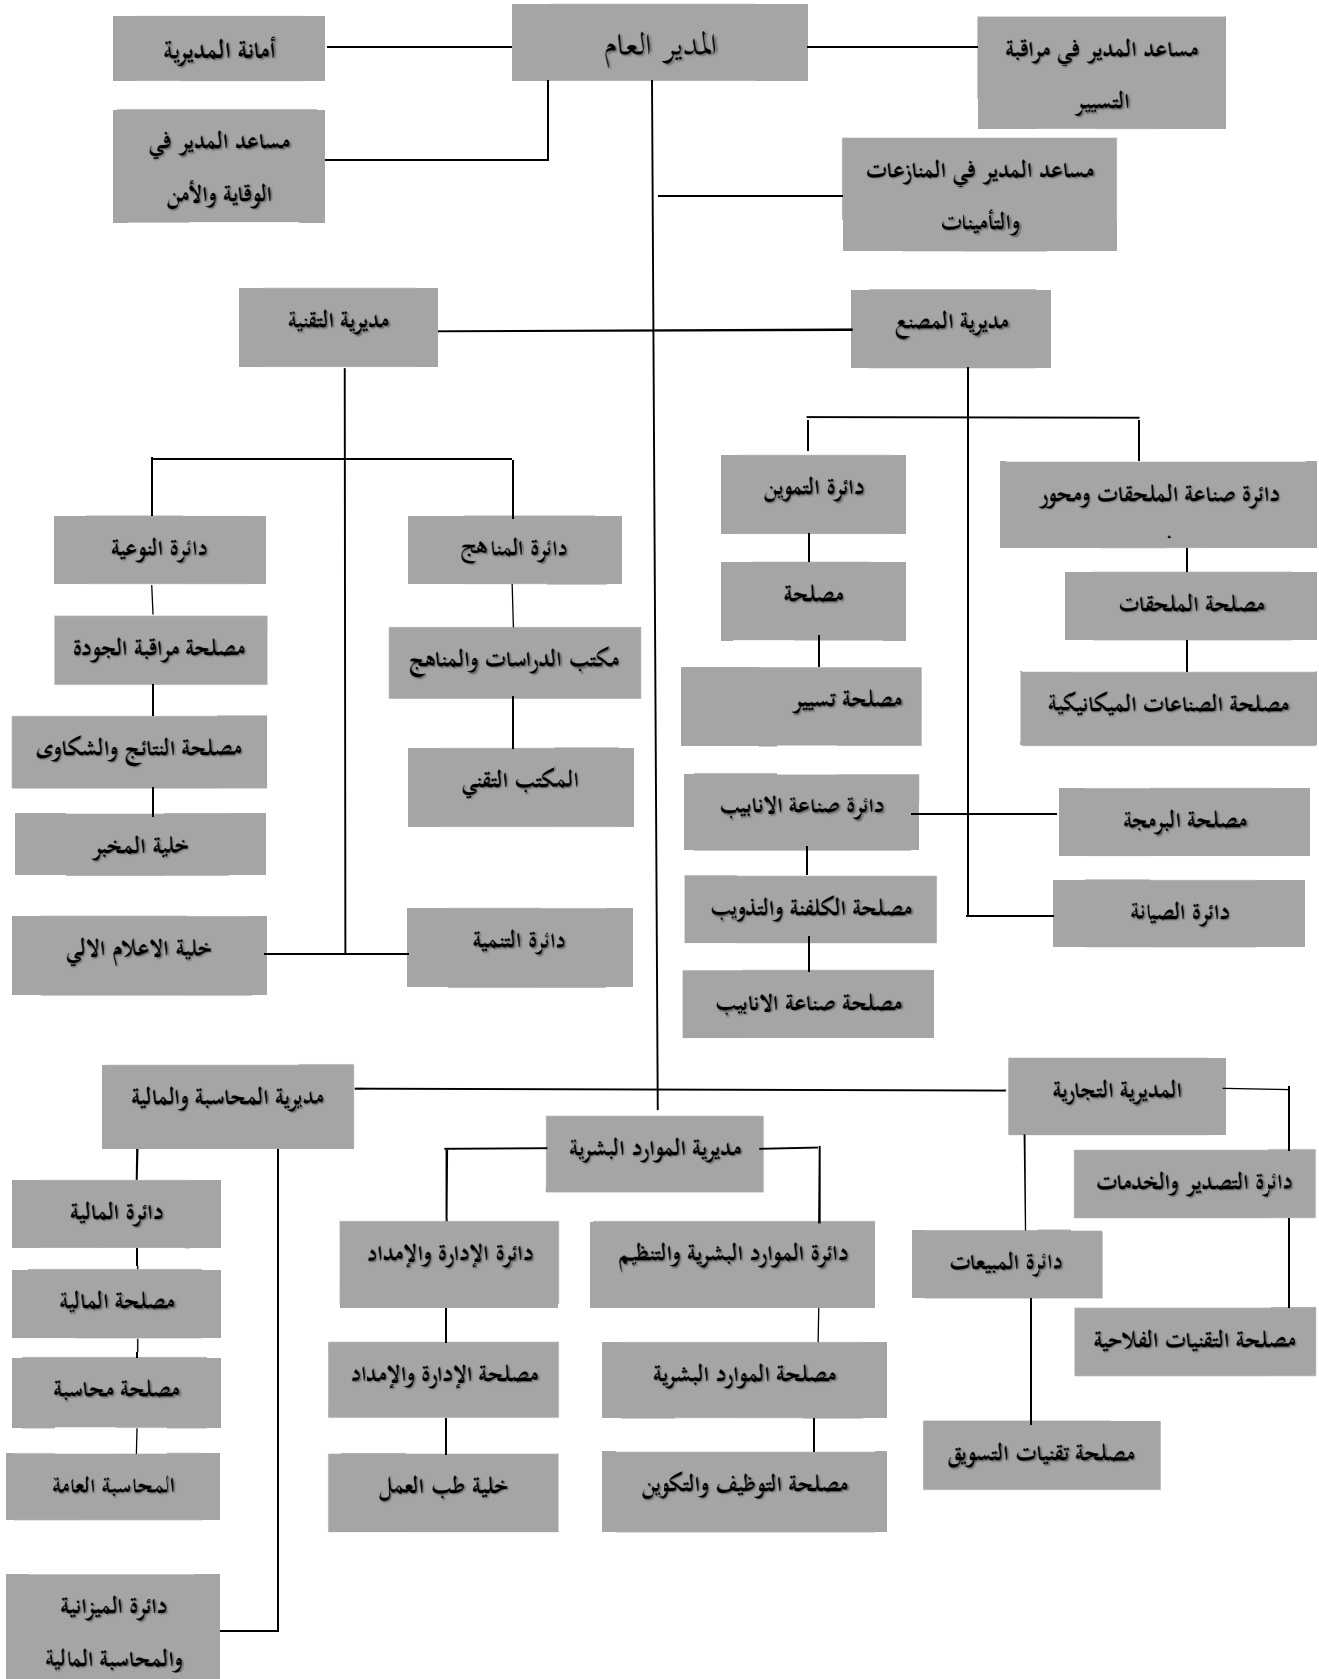 المدير العام
مساعد المدير في مراقبة
التسيير
أمانة المديرية
مساعد المدير في
الوقاية والأمن
مساعد المدير في المنازعات
والتأمينات
مديرية المصنع
مديرية التقنية
دائرة صناعة الملحقات ومحور
دائرة التموين
مصلحة الملحقات
مصلحة
مصلحة الصناعات الميكانيكية
مصلحة تسيير
مصلحة البرمجة
دائرة صناعة الانابيب
دائرة الصيانة
مصلحة الكلفنة والتذويب
مصلحة صناعة الانابيب
دائرة المناهج
دائرة النوعية
مكتب الدراسات والمناهج
مصلحة مراقبة الجودة
المكتب التقني
مصلحة النتائج والشكاوى
خلية المخبر
دائرة التنمية
خلية الاعلام الالي
المديرية التجارية
مديرية الموارد البشرية
مديرية المحاسبة والمالية
دائرة التصدير والخدمات
دائرة المبيعات
مصلحة التقنيات الفلاحية
مصلحة تقنيات التسويق
دائرة الموارد البشرية والتنظيم
دائرة الإدارة والإمداد
مصلحة الموارد البشرية
مصلحة الإدارة والإمداد
مصلحة التوظيف والتكوين
خلية طب العمل
دائرة المالية
مصلحة المالية
مصلحة محاسبة
المحاسبة العامة
دائرة الميزانية
والمحاسبة المالية